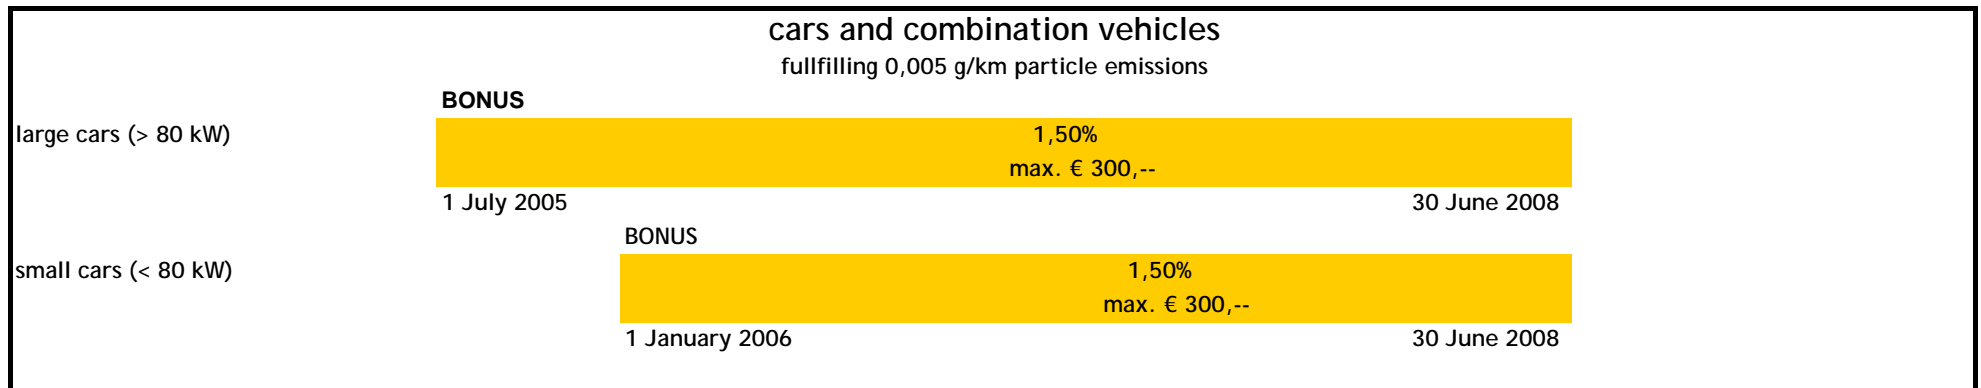 cars and combination vehicles
fullfilling 0,005 g/km particle emissions
BONUS
large cars (> 80 kW)
1,50%
max. € 300,--
1 July 2005
30 June 2008
BONUS
small cars (< 80 kW)
1,50%
max. € 300,--
1 January 2006
30 June 2008